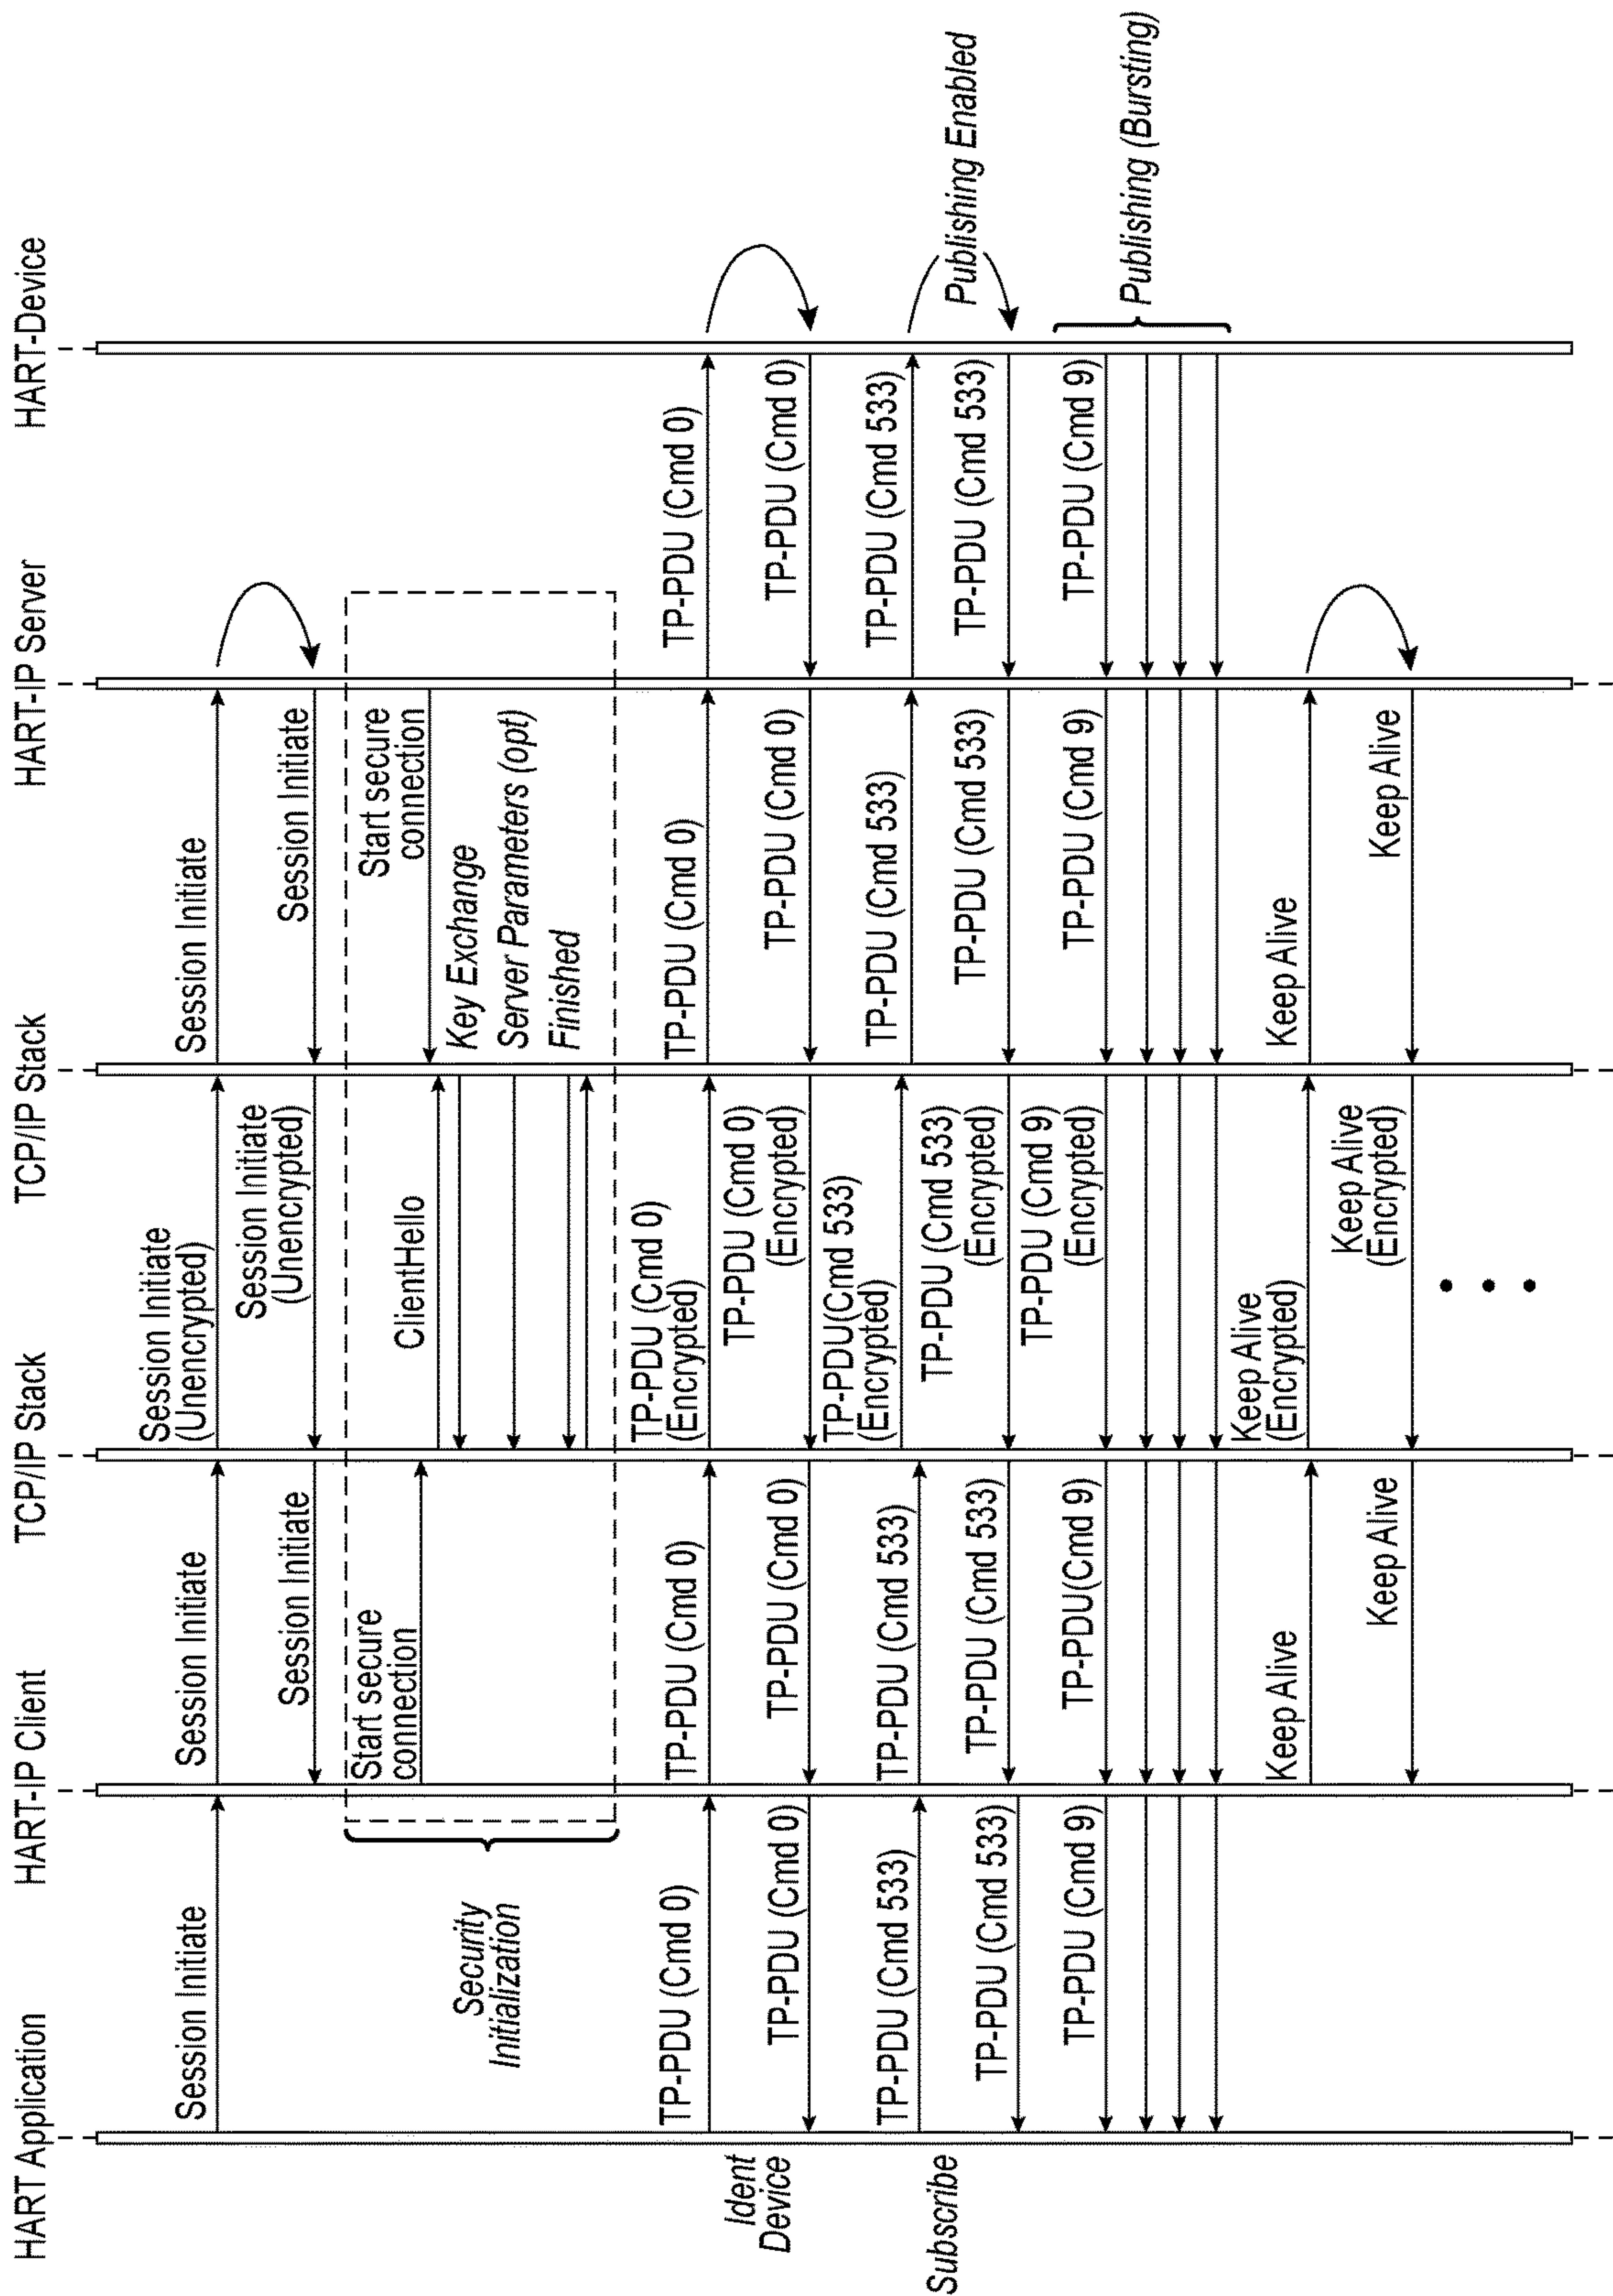 HART Application
HART-IP Client
TCP/IP Stack
TCP/IP Stack
HART-IP Server
HART-Device
Session Initiate
Session Initiate
Session Initiate
(Unencrypted)
Session Initiate
Session Initiate
Session Initiate
(Unencrypted)
Session Initiate
Security
Initialization
Start secure
connection
ClientHello
Start secure
connection
Key Exchange
Server Parameters (opt)
Finished
Ident
Device
TP-PDU (Cmd 0)
TP-PDU (Cmd 0)
TP-PDU (Cmd 0)
(Encrypted)
TP-PDU (Cmd 0)
TP-PDU (Cmd 0)
TP-PDU (Cmd 0)
TP-PDU (Cmd 0)
TP-PDU (Cmd 0)
(Encrypted)
TP-PDU (Cmd 0)
TP-PDU (Cmd 0)
Subscribe
TP-PDU (Cmd 533)
TP-PDU (Cmd 533)
TP-PDU(Cmd 533)
(Encrypted)
TP-PDU (Cmd 533)
TP-PDU (Cmd 533)
TP-PDU (Cmd 533)
TP-PDU (Cmd 533)
TP-PDU (Cmd 533)
(Encrypted)
TP-PDU (Cmd 533)
TP-PDU (Cmd 533)
Publishing Enabled
TP-PDU (Cmd 9)
TP-PDU(Cmd 9)
TP-PDU (Cmd 9)
(Encrypted)
TP-PDU (Cmd 9)
TP-PDU (Cmd 9)
Publishing (Bursting)
Keep Alive
Keep Alive
(Encrypted)
Keep Alive
Keep Alive
Keep Alive
(Encrypted)
Keep Alive